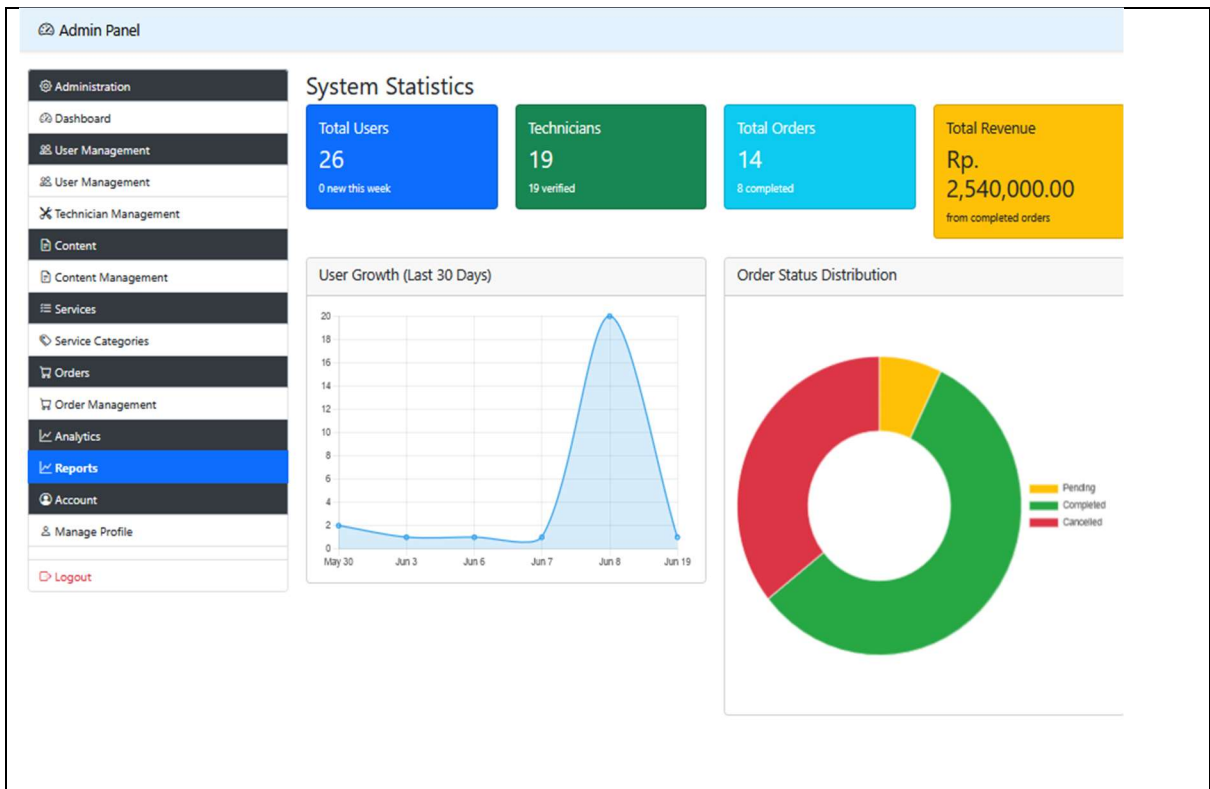 Admin Panel
Administration
Dashboard
User Management
User Management
Technician Management
Content
Content Management
Services
Service Categories
Orders
Order Management
Analytics
Reports
Account
Manage Profile
Logout
System Statistics
Total Users
26
0 new this week
Technicians
19
19 verified
Total Orders
14
8 completed
Total Revenue
Rp.
2,540,000.00
from completed orders
User Growth (Last 30 Days)
20
18
16
14
12
10
8
6
4
2
0
May 30 Jun 3 Jun 6 Jun 7 Jun 8 Jun 19
Order Status Distribution
Pending
Completed
Cancelled